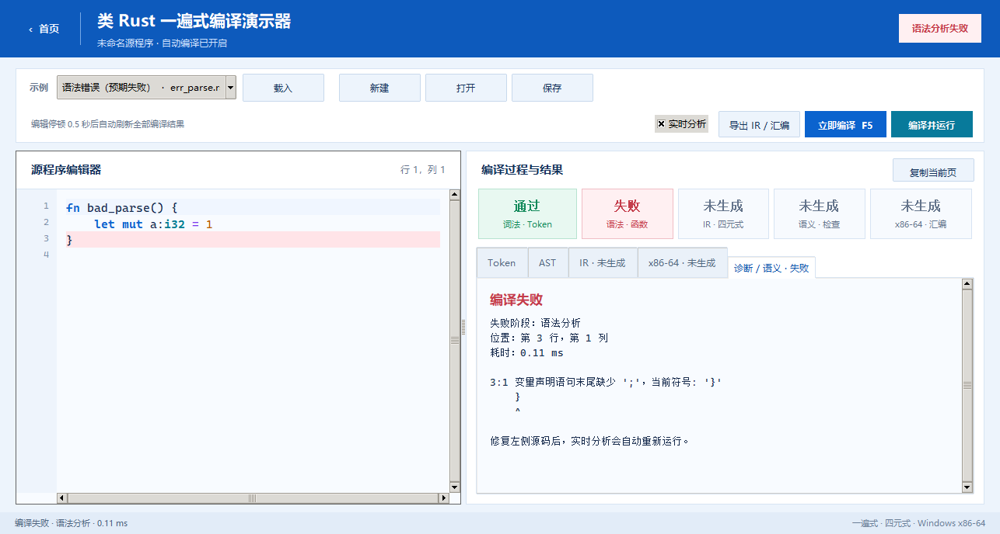 ‹ 首页
类 Rust 一遍式编译演示器
未命名源程序 · 自动编译已开启
语法分析失败
示例
语法错误（预期失败） · err_parse.r
载入
新建
打开
保存
编辑停顿 0.5 秒后自动刷新全部编译结果
实时分析
导出 IR / 汇编
立即编译 F5
编译并运行
源程序编辑器
行 1，列 1
1 fn bad_parse() {
2 let mut a:i32 = 1
3 }
4
编译过程与结果
复制当前页
通过
词法 · Token
失败
语法 · 函数
未生成
IR · 四元式
未生成
语义 · 检查
未生成
x86-64 · 汇编
Token
AST
IR · 未生成
x86-64 · 未生成
诊断 / 语义 · 失败
编译失败
失败阶段：语法分析
位置：第 3 行，第 1 列
耗时：0.11 ms
3:1 变量声明语句末尾缺少 ';'，当前符号: '}'
}
^
修复左侧源码后，实时分析会自动重新运行。
编译失败 · 语法分析 · 0.11 ms
一遍式 · 四元式 · Windows x86-64